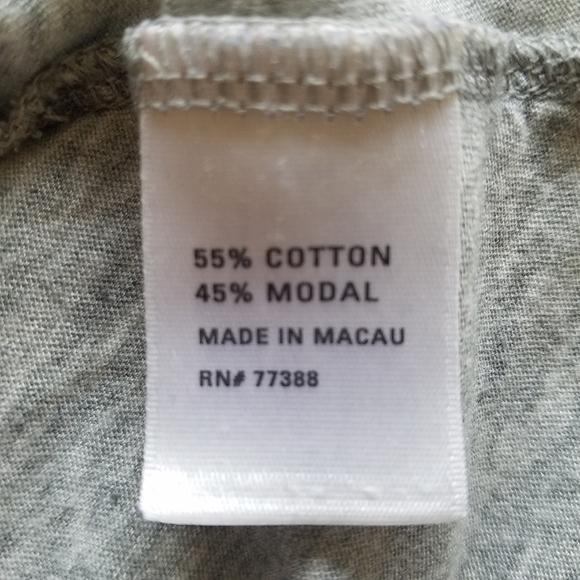 55% COTTON
45% MODAL
MADE IN MACAU
RN# 77388